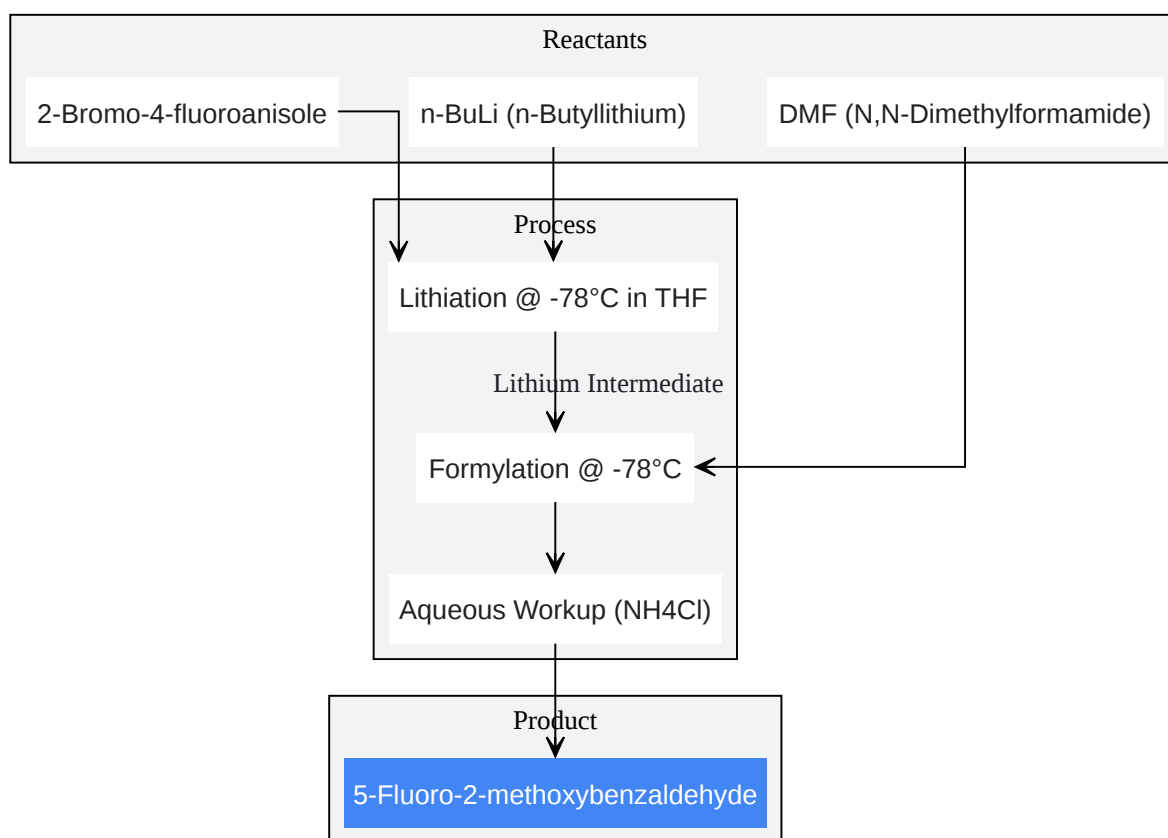 Reactants
2-Bromo-4-fluoroanisole
n-BuLi (n-Butyllithium)
DMF (N,N-Dimethylformamide)
Process
Lithiation @ -78°C in THF
Lithium Intermediate
Formylation @ -78°C
Aqueous Workup (NH4Cl)
Product
5-Fluoro-2-methoxybenzaldehyde